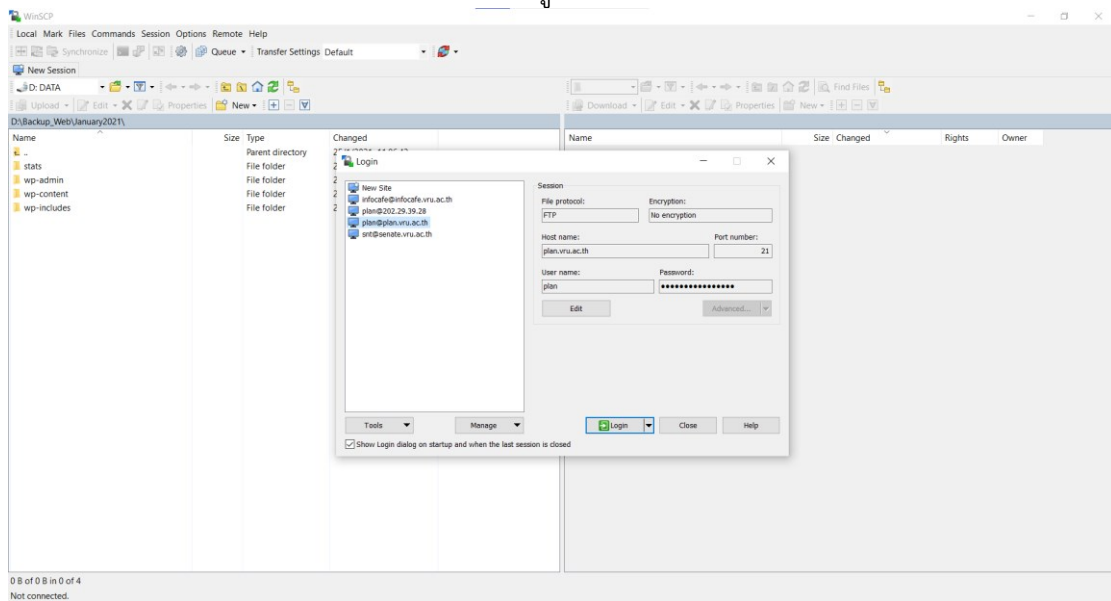 WinSCP
Local Mark Files Commands Session Options Remote Help
Synchronize Queue Transfer Settings Default
New Session
D: DATA Find Files
Upload Edit Properties New Download Edit Properties New
D:\Backup_Web\January2021\
Name Size Type Changed Name Size Changed Rights Owner
.. Parent directory
stats File folder 2
wp-admin File folder 2
wp-content File folder 2
wp-includes File folder 2
Login
New Site
infocafe@infocafe.vru.ac.th
plan@202.29.39.28
plan@plan.vru.ac.th
snt@senate.vru.ac.th
Session
File protocol: Encryption:
FTP No encryption
Host name: Port number:
plan.vru.ac.th 21
User name: Password:
plan ••••••••••••••••
Edit Advanced...
Tools Manage Login Close Help
Show Login dialog on startup and when the last session is closed
0 B of 0 B in 0 of 4
Not connected.